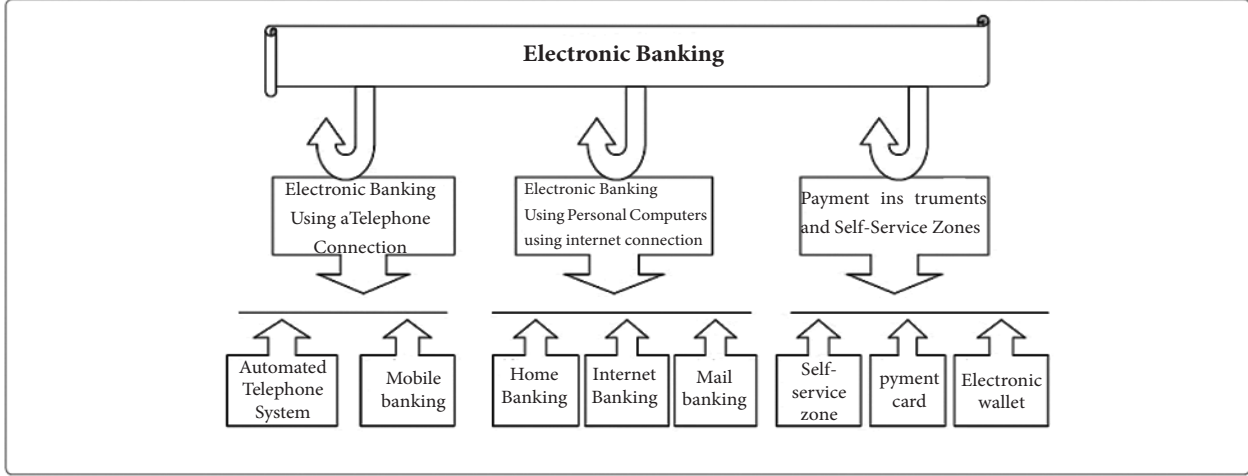 Electronic Banking
Electronic Banking
Using aTelephone
Connection
Electronic Banking
Using Personal Computers
using internet connection
Payment ins truments
and Self-Service Zones
Automated
Telephone
System
Mobile
banking
Home
Banking
Internet
Banking
Mail
banking
Self-
service
zone
pyment
card
Electronic
wallet